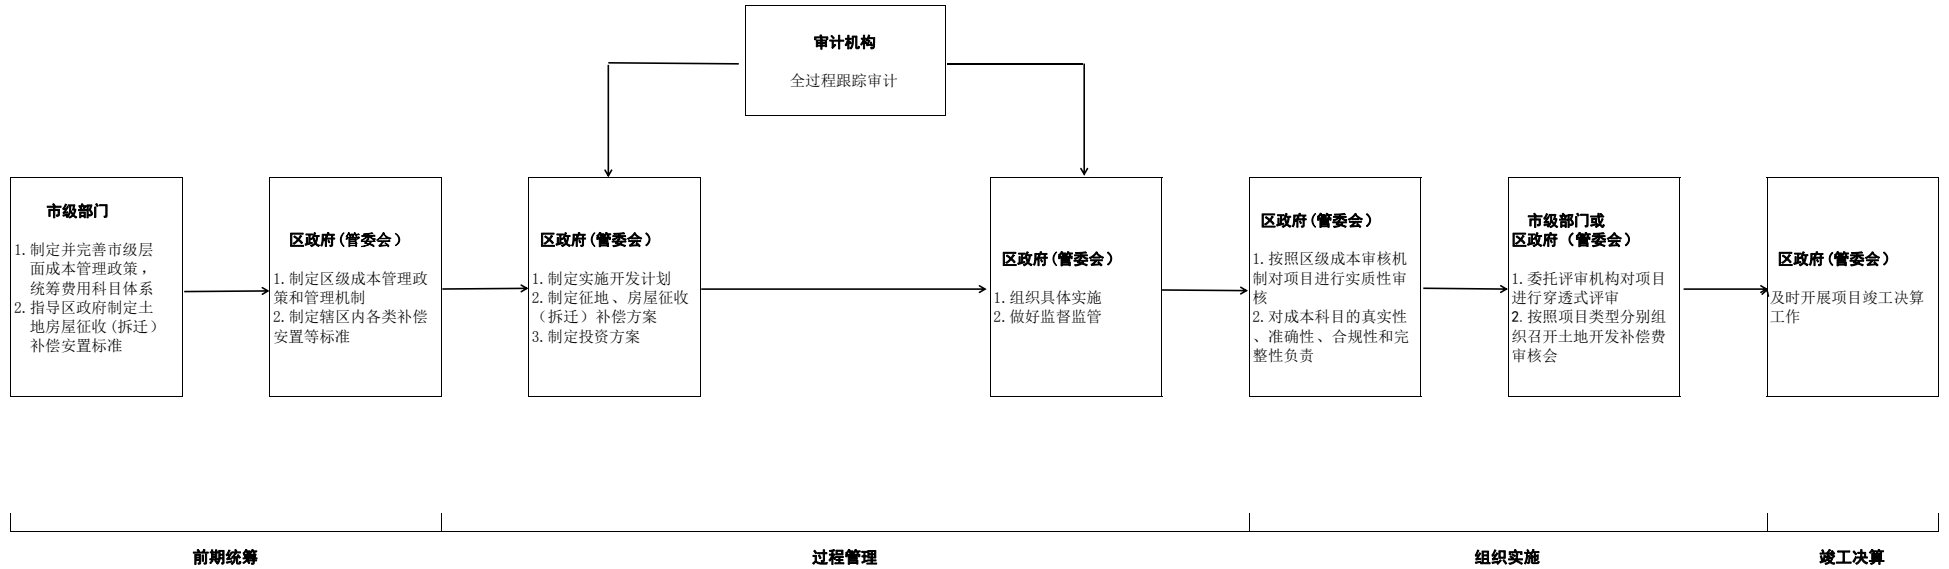 审计机构
全过程跟踪审计
市级部门
1.制定并完善市级层
面成本管理政策，
统筹费用科目体系
2.指导区政府制定土
地房屋征收(拆迁）
补偿安置标准
区政府(管委会）
1.制定区级成本管理政
策和管理机制
2.制定辖区内各类补偿
安置等标准
区政府(管委会）
1.制定实施开发计划
2.制定征地、房屋征收
（拆迁）补偿方案
3.制定投资方案
区政府(管委会）
1.组织具体实施
2.做好监督监管
区政府(管委会）
1.按照区级成本审核机
制对项目进行实质性审
核
2.对成本科目的真实性
、准确性、合规性和完
整性负责
市级部门或
区政府（管委会）
1.委托评审机构对项目
进行穿透式评审
2.按照项目类型分别组
织召开土地开发补偿费
审核会
区政府(管委会）
及时开展项目竣工决算
工作
前期统筹
过程管理
组织实施
竣工决算